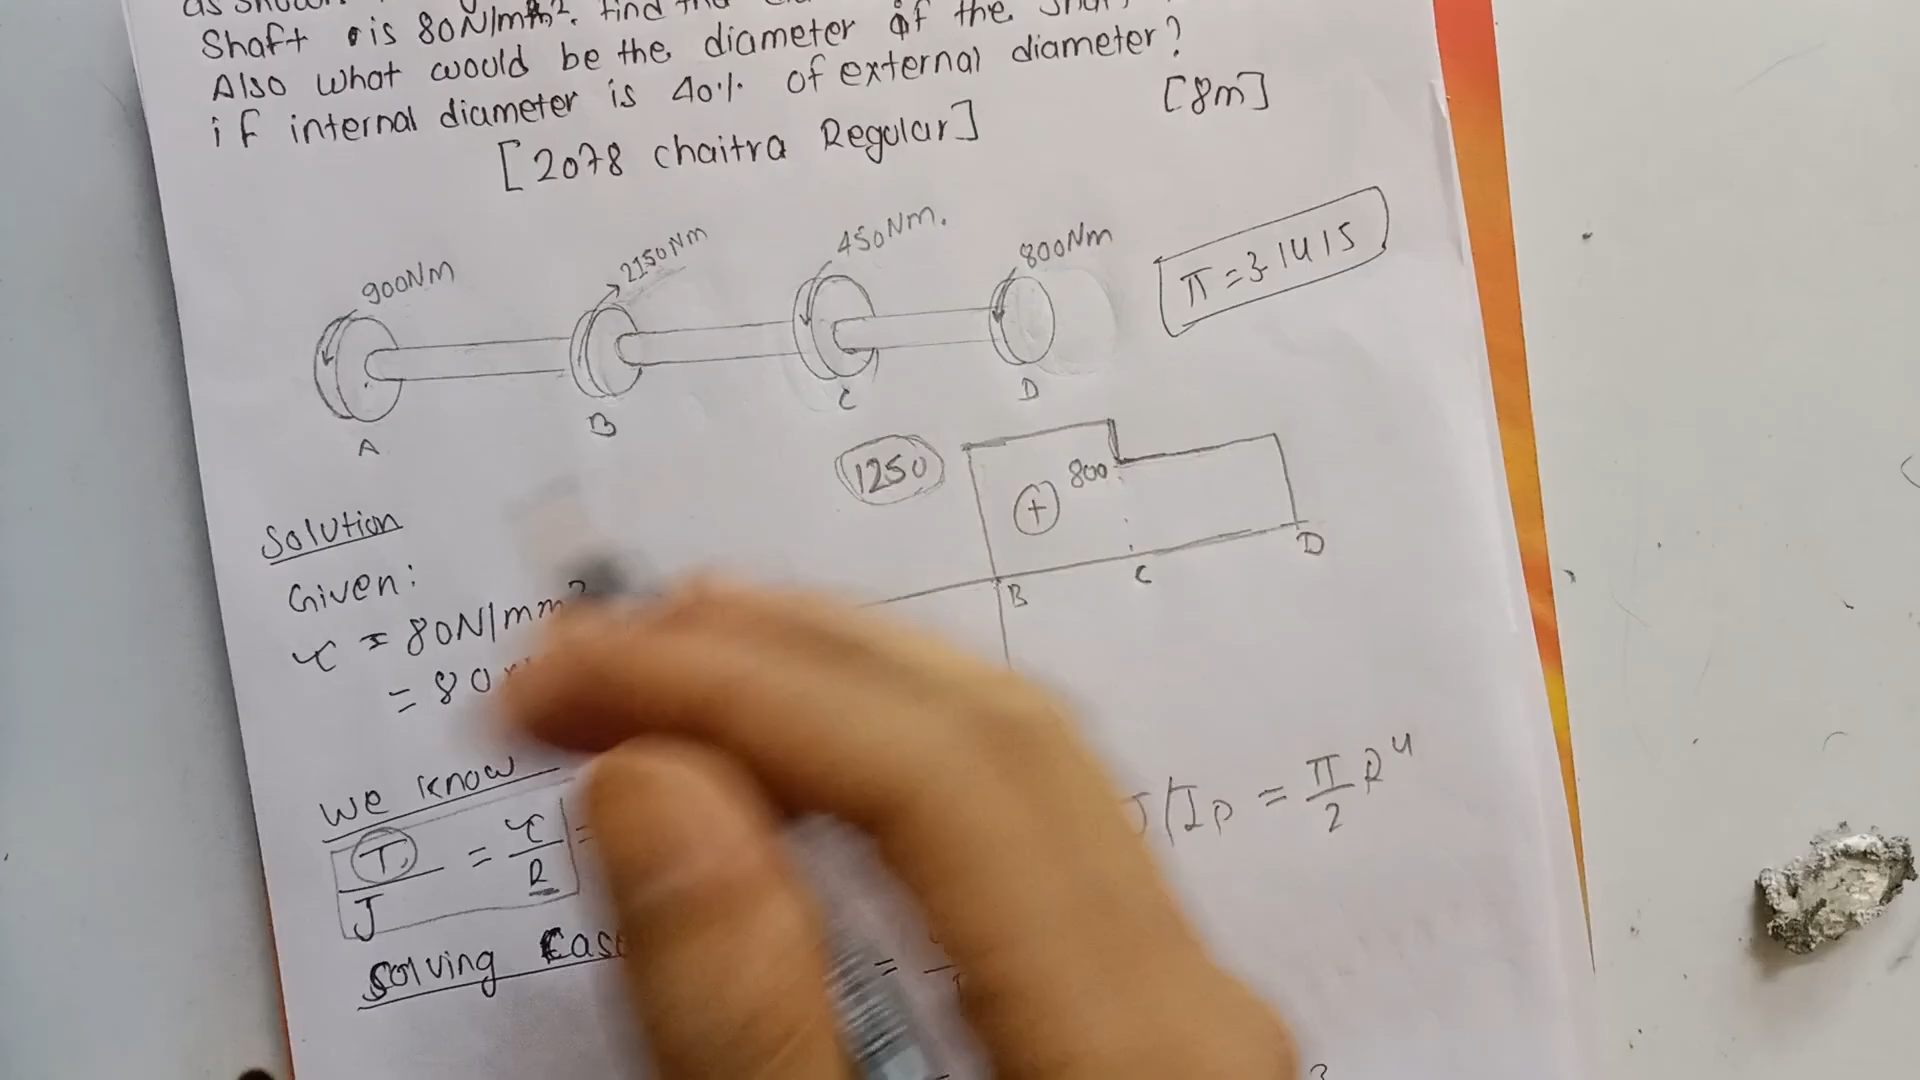 as shown
Shaft is 80N/mm². find the
Also what would be the diameter of the
if internal diameter is 40% of external diameter?
[8m]
[2078 chaitra Regular]
900NM
2150NM
450NM.
800NM
π=3.1415
A
B
C
D
1250
+
800
B
C
D
Solution
Given:
τ = 80N/mm²
= 80
we know
T/J = τ/R =
J/Ip = π/2 R⁴
Solving case
=